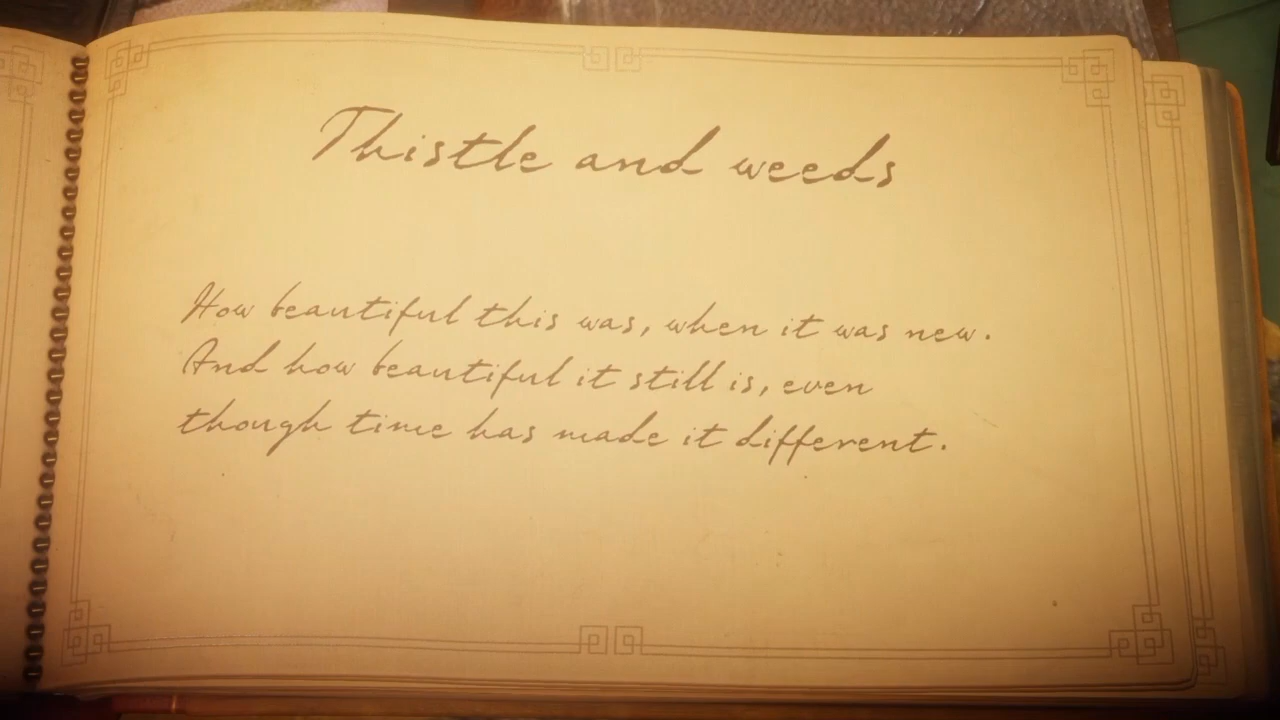 Thistle and weeds
How beautiful this was, when it was new.
And how beautiful it still is, even
though time has made it different.